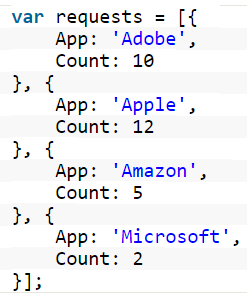 var requests = [{
    App: 'Adobe',
    Count: 10
}, {
    App: 'Apple',
    Count: 12
}, {
    App: 'Amazon',
    Count: 5
}, {
    App: 'Microsoft',
    Count: 2
}];